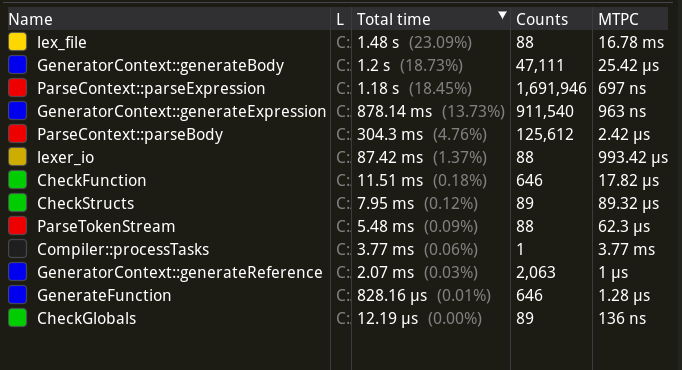 Name L Total time ▼ Counts MTPC
lex_file C: 1.48 s (23.09%) 88 16.78 ms
GeneratorContext::generateBody C: 1.2 s (18.73%) 47,111 25.42 μs
ParseContext::parseExpression C: 1.18 s (18.45%) 1,691,946 697 ns
GeneratorContext::generateExpression C: 878.14 ms (13.73%) 911,540 963 ns
ParseContext::parseBody C: 304.3 ms (4.76%) 125,612 2.42 μs
lexer_io C: 87.42 ms (1.37%) 88 993.42 μs
CheckFunction C: 11.51 ms (0.18%) 646 17.82 μs
CheckStructs C: 7.95 ms (0.12%) 89 89.32 μs
ParseTokenStream C: 5.48 ms (0.09%) 88 62.3 μs
Compiler::processTasks C: 3.77 ms (0.06%) 1 3.77 ms
GeneratorContext::generateReference C: 2.07 ms (0.03%) 2,063 1 μs
GenerateFunction C: 828.16 μs (0.01%) 646 1.28 μs
CheckGlobals C: 12.19 μs (0.00%) 89 136 ns